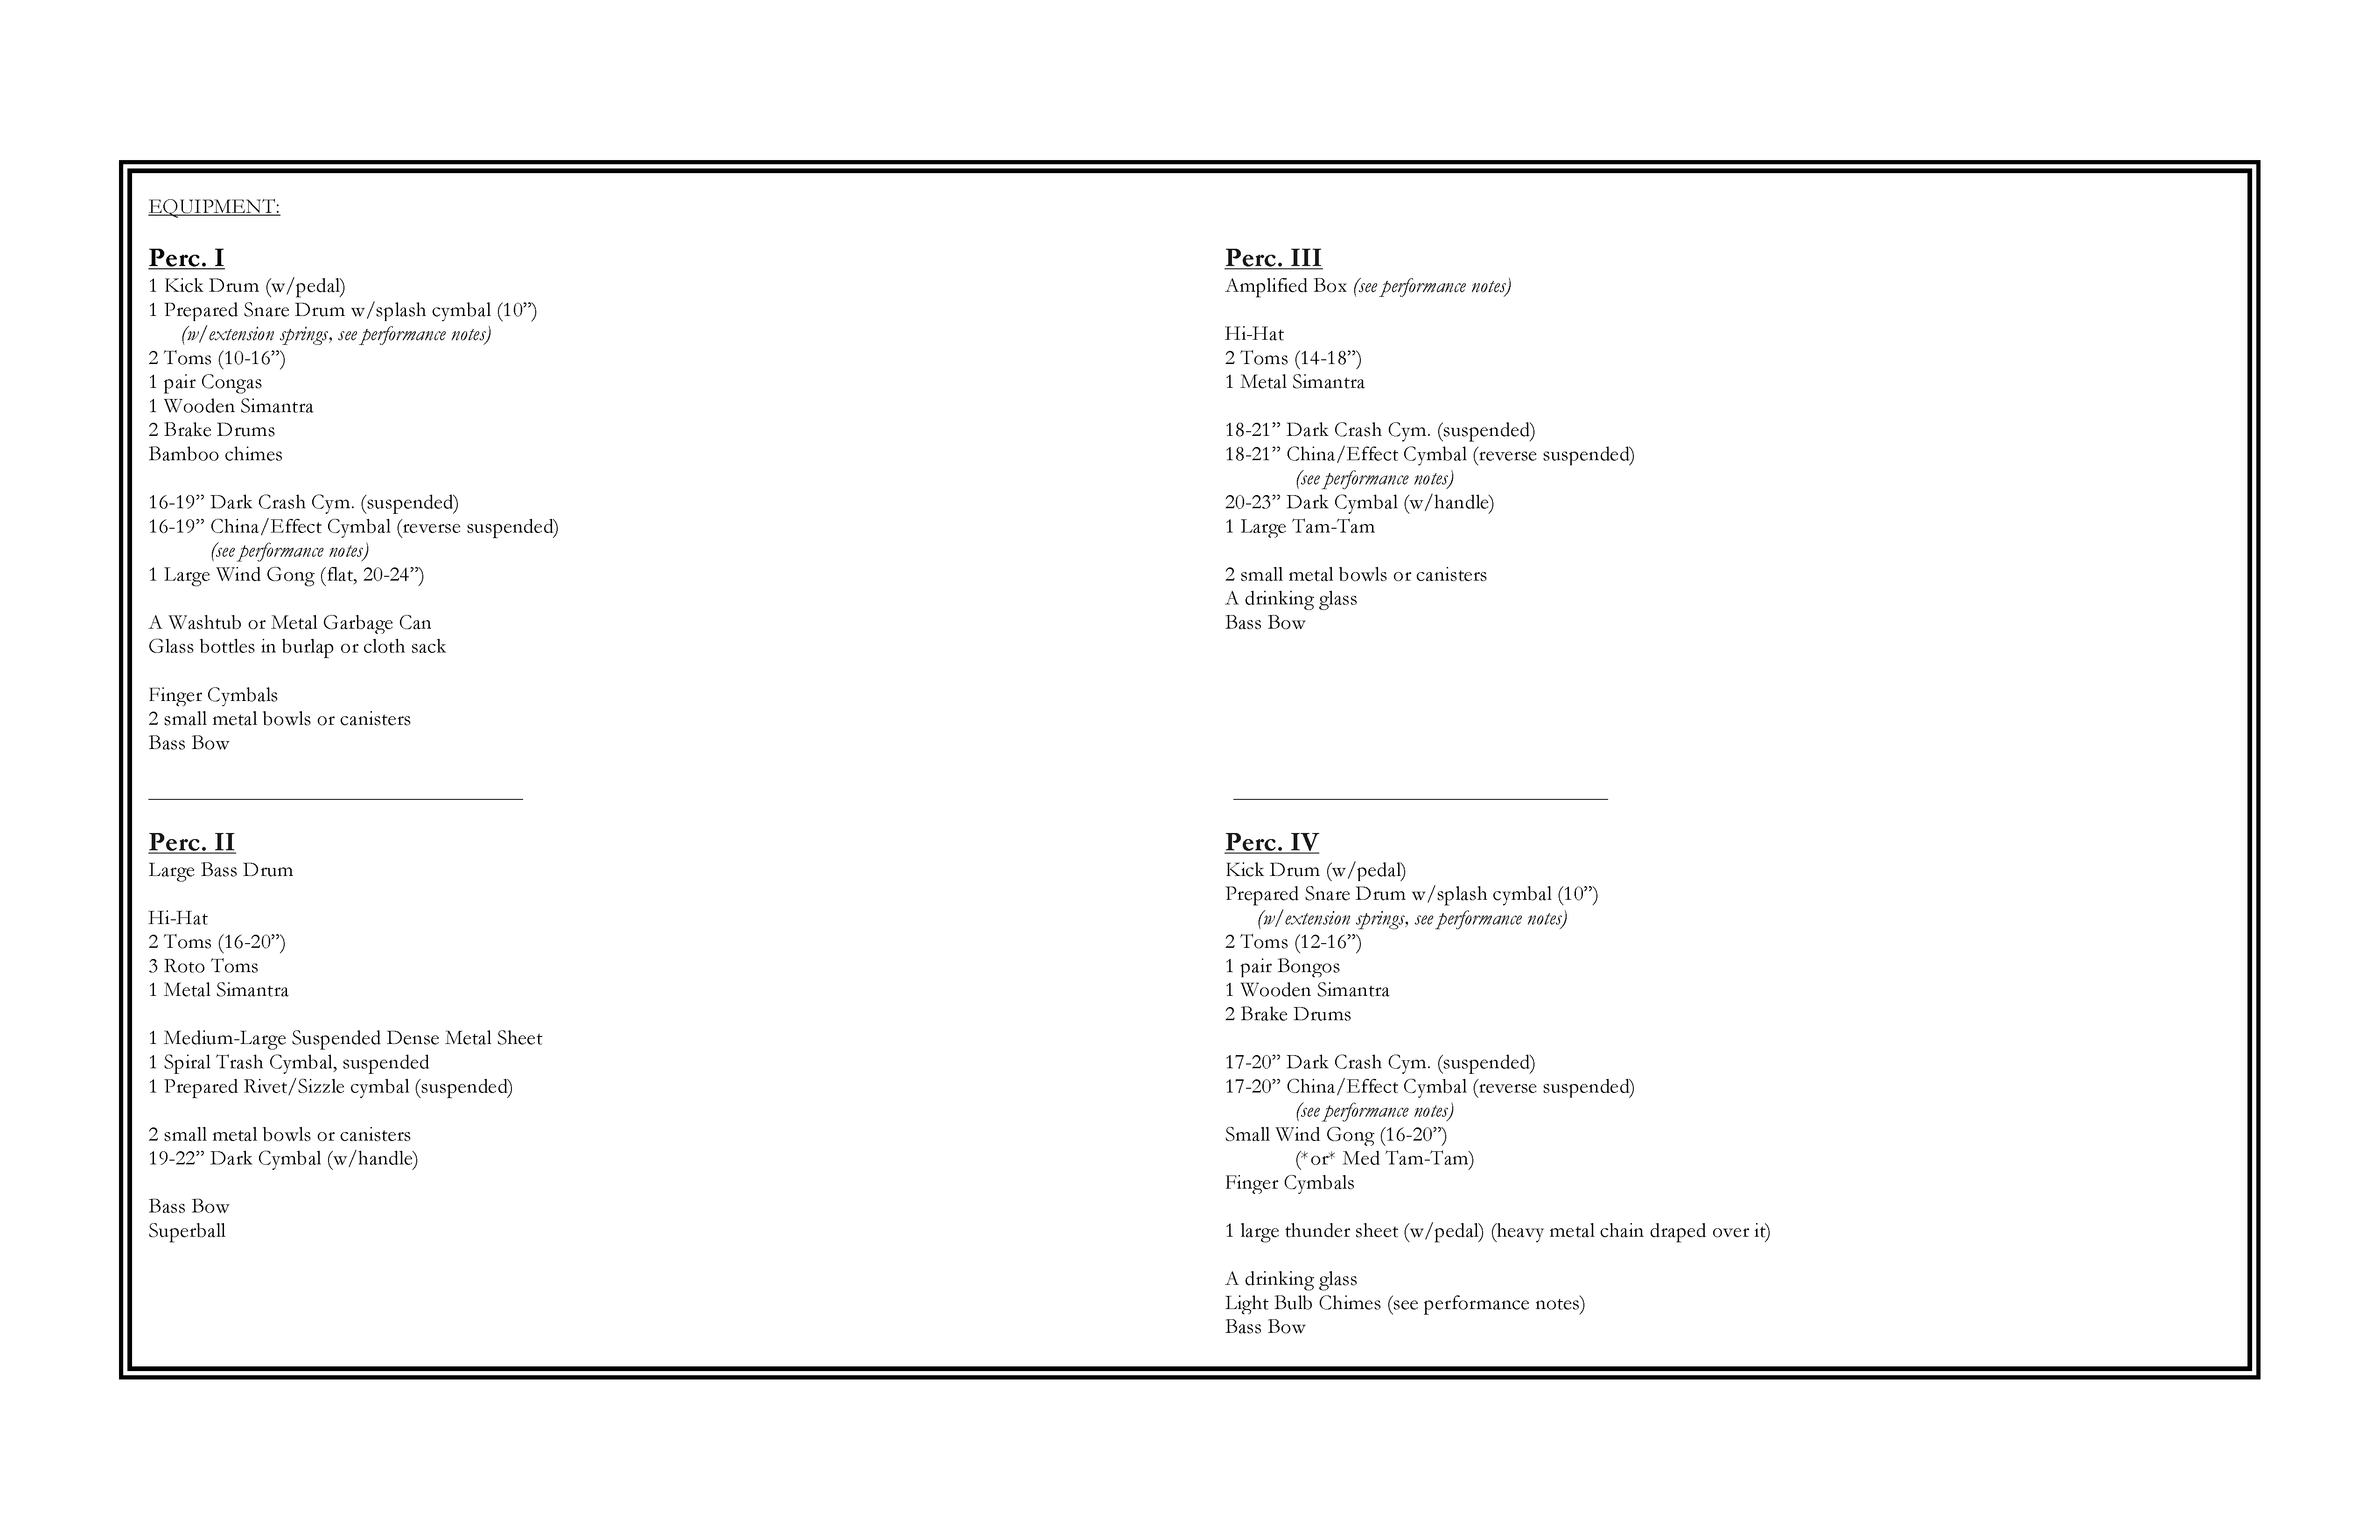 EQUIPMENT:
Perc. I
1 Kick Drum (w/pedal)
1 Prepared Snare Drum w/splash cymbal (10”)
(w/extension springs, see performance notes)
2 Toms (10-16”)
1 pair Congas
1 Wooden Simantra
2 Brake Drums
Bamboo chimes
16-19” Dark Crash Cym. (suspended)
16-19” China/Effect Cymbal (reverse suspended)
(see performance notes)
1 Large Wind Gong (flat, 20-24”)
A Washtub or Metal Garbage Can
Glass bottles in burlap or cloth sack
Finger Cymbals
2 small metal bowls or canisters
Bass Bow
Perc. II
Large Bass Drum
Hi-Hat
2 Toms (16-20”)
3 Roto Toms
1 Metal Simantra
1 Medium-Large Suspended Dense Metal Sheet
1 Spiral Trash Cymbal, suspended
1 Prepared Rivet/Sizzle cymbal (suspended)
2 small metal bowls or canisters
19-22” Dark Cymbal (w/handle)
Bass Bow
Superball
Perc. III
Amplified Box (see performance notes)
Hi-Hat
2 Toms (14-18”)
1 Metal Simantra
18-21” Dark Crash Cym. (suspended)
18-21” China/Effect Cymbal (reverse suspended)
(see performance notes)
20-23” Dark Cymbal (w/handle)
1 Large Tam-Tam
2 small metal bowls or canisters
A drinking glass
Bass Bow
Perc. IV
Kick Drum (w/pedal)
Prepared Snare Drum w/splash cymbal (10”)
(w/extension springs, see performance notes)
2 Toms (12-16”)
1 pair Bongos
1 Wooden Simantra
2 Brake Drums
17-20” Dark Crash Cym. (suspended)
17-20” China/Effect Cymbal (reverse suspended)
(see performance notes)
Small Wind Gong (16-20”)
(*or* Med Tam-Tam)
Finger Cymbals
1 large thunder sheet (w/pedal) (heavy metal chain draped over it)
A drinking glass
Light Bulb Chimes (see performance notes)
Bass Bow